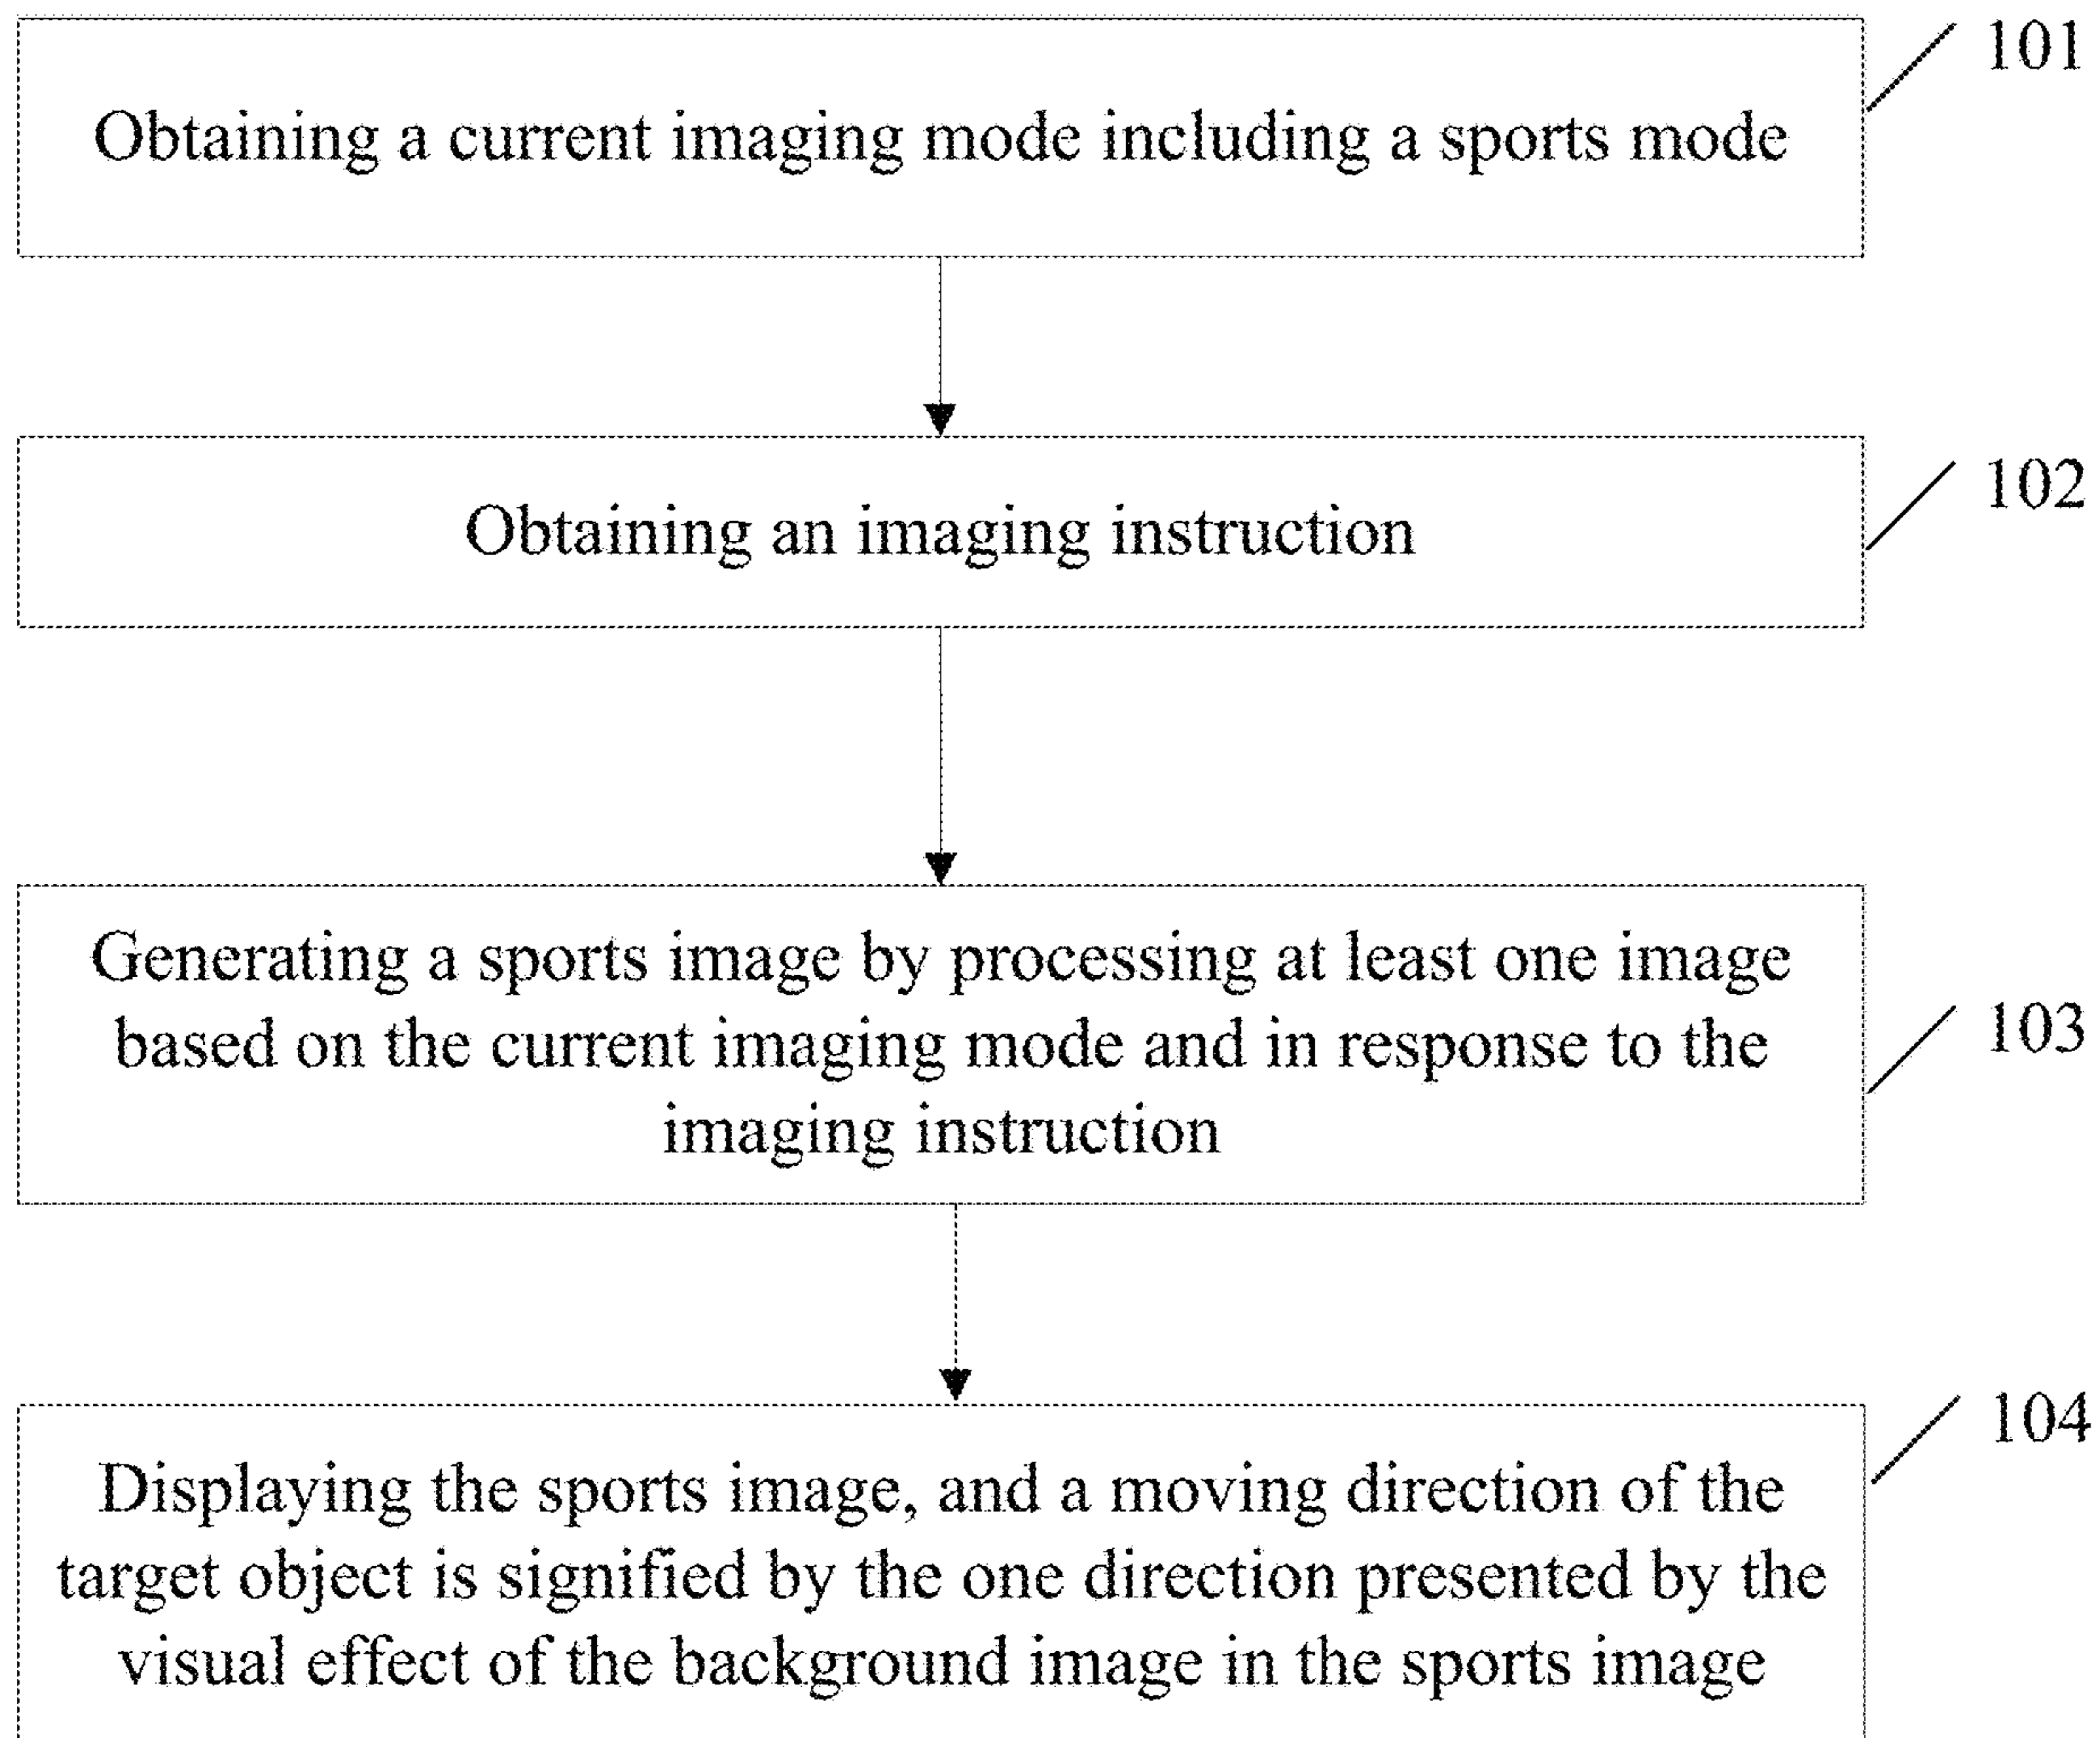 101
Obtaining a current imaging mode including a sports mode
102
Obtaining an imaging instruction
Generating a sports image by processing at least one image
based on the current imaging mode and in response to the
imaging instruction
103
104
Displaying the sports image, and a moving direction of the
target object is signified by the one direction presented by the
visual effect of the background image in the sports image